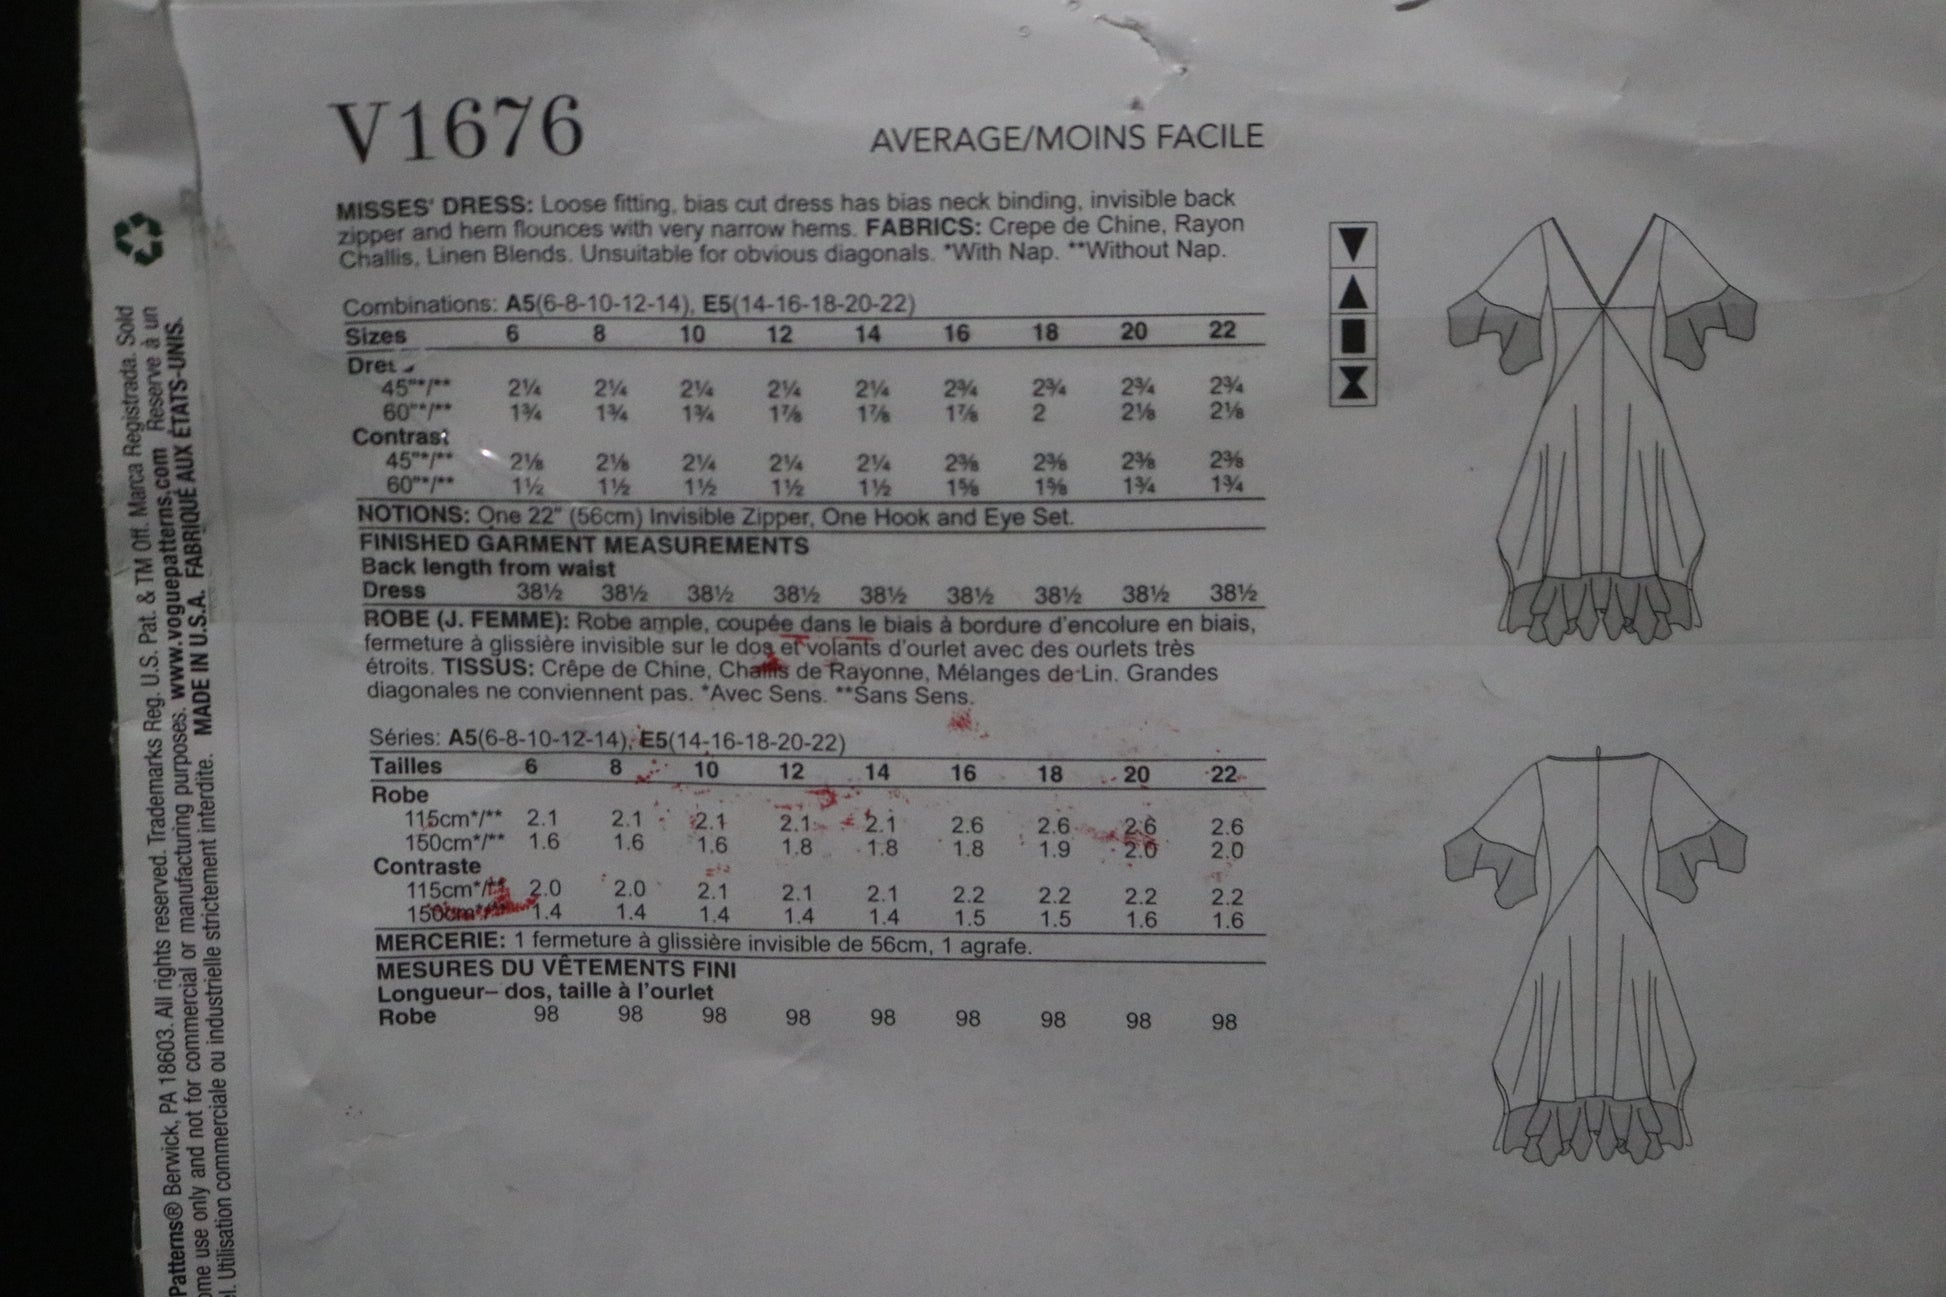 V1676
AVERAGE/MOINS FACILE
MISSES' DRESS: Loose fitting, bias cut dress has bias neck binding, invisible back
zipper and hem flounces with very narrow hems. FABRICS: Crepe de Chine, Rayon
Challis, Linen Blends. Unsuitable for obvious diagonals. *With Nap. **Without Nap.
Combinations: A5(6-8-10-12-14), E5(14-16-18-20-22)
Sizes 6 8 10 12 14 16 18 20 22
Dres
45"*/** 2¼ 2¼ 2¼ 2¼ 2¼ 2¾ 2¾ 2¾ 2¾
60"*/** 1¾ 1¾ 1¾ 1⅞ 1⅞ 1⅞ 2 2⅛ 2⅛
Contrast
45"*/** 2⅛ 2⅛ 2¼ 2¼ 2¼ 2⅜ 2⅜ 2⅜ 2⅜
60"*/** 1½ 1½ 1½ 1½ 1½ 1⅝ 1⅝ 1¾ 1¾
NOTIONS: One 22" (56cm) Invisible Zipper, One Hook and Eye Set.
FINISHED GARMENT MEASUREMENTS
Back length from waist
Dress 38½ 38½ 38½ 38½ 38½ 38½ 38½ 38½ 38½
ROBE (J. FEMME): Robe ample, coupée dans le biais à bordure d'encolure en biais,
fermeture à glissière invisible sur le dos et volants d'ourlet avec des ourlets très
étroits. TISSUS: Crêpe de Chine, Challis de Rayonne, Mélanges de Lin. Grandes
diagonales ne conviennent pas. *Avec Sens. **Sans Sens.
Séries: A5(6-8-10-12-14), E5(14-16-18-20-22)
Tailles 6 8 10 12 14 16 18 20 22
Robe
115cm*/** 2.1 2.1 2.1 2.1 2.1 2.6 2.6 2.6 2.6
150cm*/** 1.6 1.6 1.6 1.8 1.8 1.8 1.9 2.0 2.0
Contraste
115cm*/** 2.0 2.0 2.1 2.1 2.1 2.2 2.2 2.2 2.2
150cm*/** 1.4 1.4 1.4 1.4 1.4 1.5 1.5 1.6 1.6
MERCERIE: 1 fermeture à glissière invisible de 56cm, 1 agrafe.
MESURES DU VÊTEMENTS FINI
Longueur– dos, taille à l'ourlet
Robe 98 98 98 98 98 98 98 98 98
Patterns® Berwick, PA 18603. All rights reserved. Trademarks Reg. U.S. Pat. & TM Off. Marca Registrada. Sold
ome use only and not for commercial or manufacturing purposes. www.voguepatterns.com Reserve à un
el. Utilisation commerciale ou industrielle strictement interdite. MADE IN U.S.A. FABRIQUÉ AUX ÉTATS-UNIS.